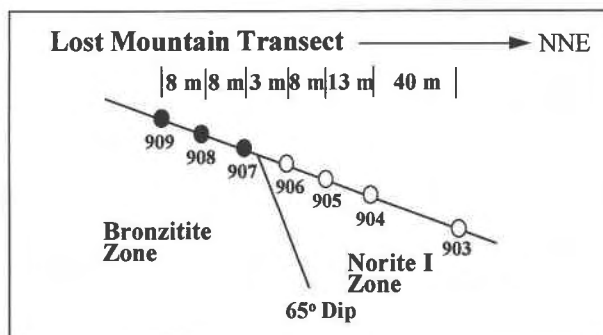 Lost Mountain Transect NNE
8 m 8 m 3 m 8 m 13 m 40 m
909
908
907
906
905
904
903
Bronzitite
Zone
Norite I
Zone
65o Dip